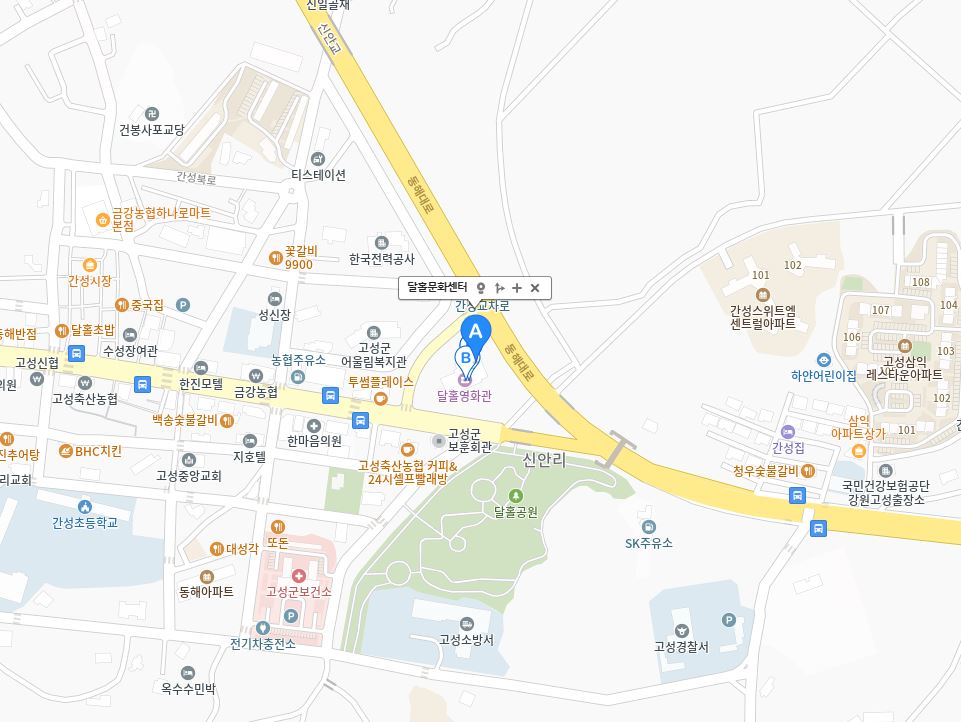 신일골재
신안교
건봉사포교당
티스테이션
간성북로
동해대로
금강농협하나로마트
본점
꽃갈비
9900
한국전력공사
간성시장
달홀문화센터
간성교차로
중국집
P
성신장
A
B
101
102
간성스위트엠
센트럴아파트
108
107
106
103
102
101
고성삼익
레스타운아파트
동해반점
달홀초밥
수성장여관
고성군
어울림복지관
농협주유소
동해대로
하얀어린이집
고성신협
의원
고성축산농협
한진모텔
금강농협
투썸플레이스
달홀영화관
백송숯불갈비
한마음의원
고성군
보훈회관
신안리
삼익
아파트상가
간성집
진추어탕
BHC치킨
지호텔
고성중앙교회
리교회
고성축산농협 커피&
24시셀프빨래방
청우숯불갈비
국민건강보험공단
강원고성출장소
간성초등학교
달홀공원
SK주유소
또돈
대성각
동해아파트
고성군보건소
P
전기차충전소
고성소방서
P
고성경찰서
옥수수민박